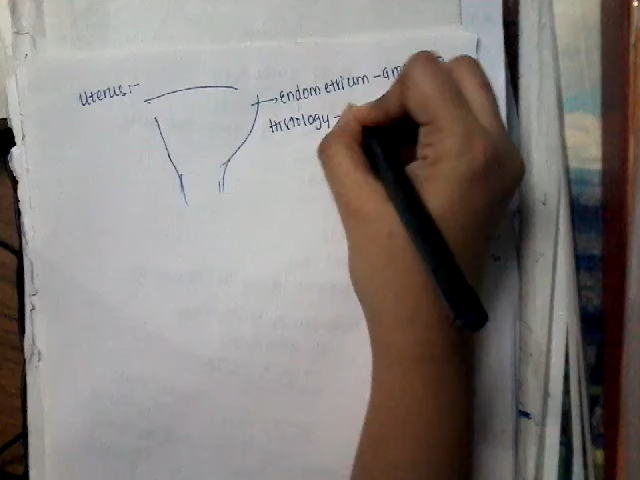 Uterus:-
→ Endometrium -
Histology -